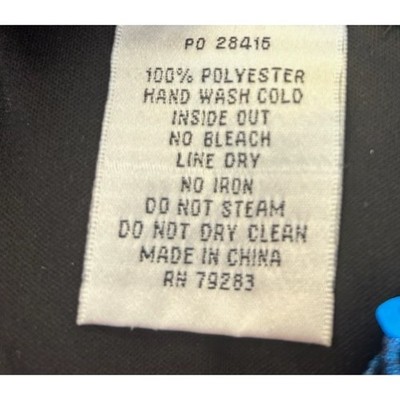 PO 28415
100% POLYESTER
HAND WASH COLD
INSIDE OUT
NO BLEACH
LINE DRY
NO IRON
DO NOT STEAM
DO NOT DRY CLEAN
MADE IN CHINA
RN 79283